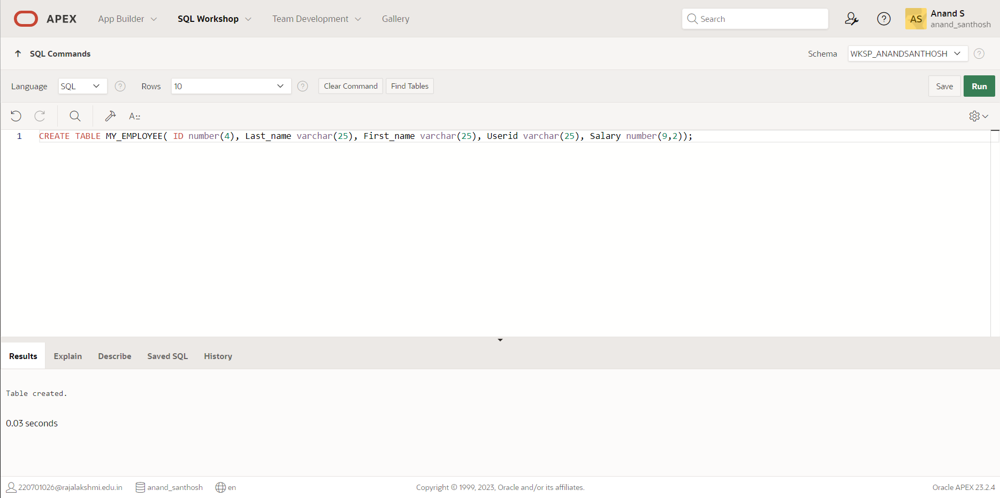 APEX App Builder SQL Workshop Team Development Gallery Search AS Anand S
anand_santhosh
SQL Commands Schema WKSP_ANANDSANTHOSH ?
Language SQL ? Rows 10 ? Clear Command Find Tables Save Run
A::
1 CREATE TABLE MY_EMPLOYEE( ID number(4), Last_name varchar(25), First_name varchar(25), Userid varchar(25), Salary number(9,2));
Results Explain Describe Saved SQL History
Table created.
0.03 seconds
220701026@rajalakshmi.edu.in anand_santhosh en Copyright © 1999, 2023, Oracle and/or its affiliates. Oracle APEX 23.2.4